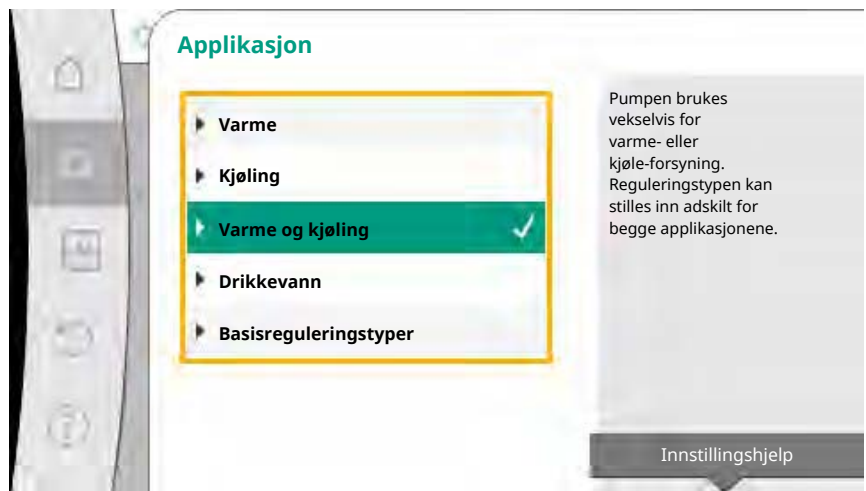 Applikasjon
Varme
Kjøling
Varme og kjøling
Drikkevann
Basisreguleringstyper
Pumpen brukes
vekselvis for
varme- eller
kjøle-forsyning.
Reguleringstypen kan
stilles inn adskilt for
begge applikasjonene.
Innstillingshjelp